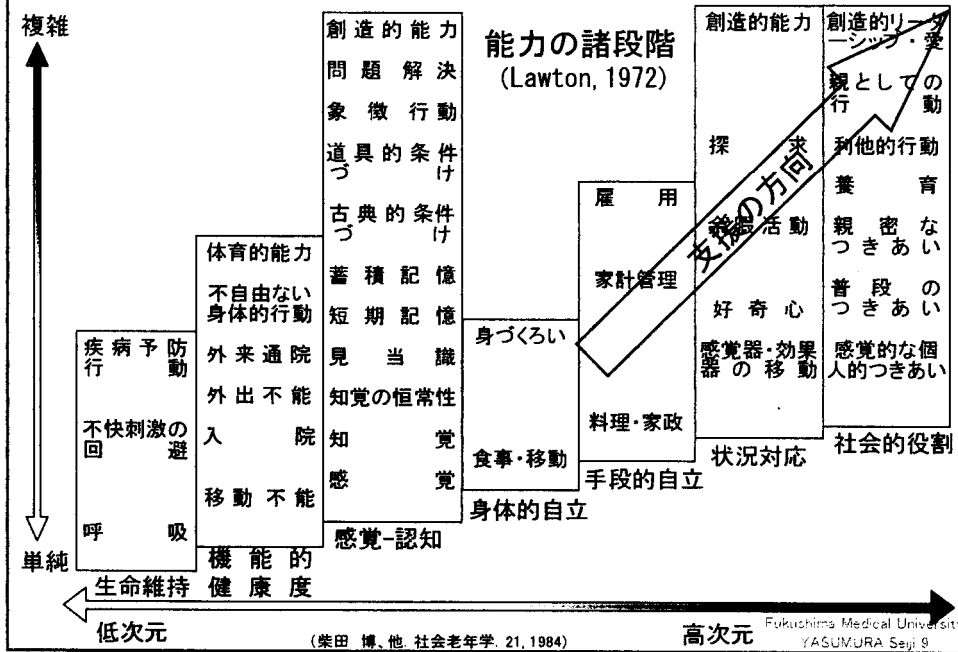 複雑
能力の諸段階
(Lawton, 1972)
疾病予防
行動
不快刺激の
回避
呼吸
生命維持
体育的能力
不自由ない
身体的行動
外来通院
外出不能
入院
移動不能
機能的
健康度
創造的能力
問題解決
象徴行動
道具的条件
づけ
古典的条件
づけ
蓄積記憶
短期記憶
見当識
知覚の恒常性
知覚
感覚
感覚-認知
身づくろい
食事・移動
身体的自立
雇用
家計管理
料理・家政
手段的自立
創造的能力
探求
活動
好奇心
感覚器・効果
器の移動
状況対応
創造的リーダ
ーシップ・愛
親としての
行動
利他的行動
養育
親密な
つきあい
普段の
つきあい
感覚的な個
人的つきあい
社会的役割
支援の方向
単純
低次元
高次元
(柴田 博、他. 社会老年学. 21, 1984)
Fukushima Medical University
YASUMURA Seiji 9